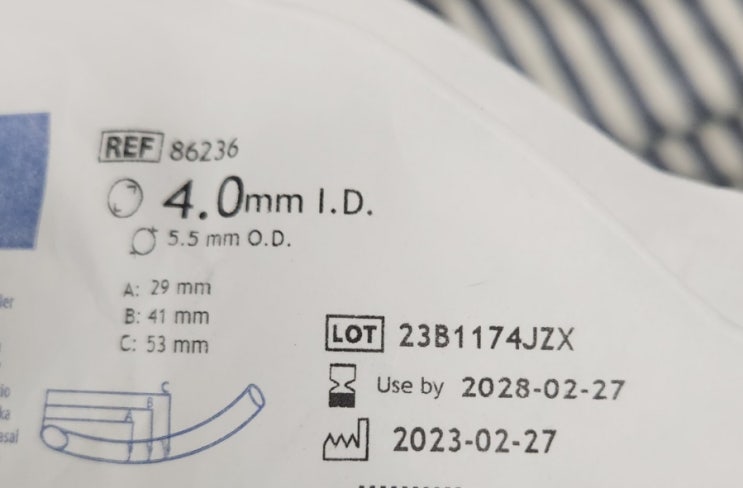 REF 86236
4.0mm I.D.
5.5 mm O.D.
A: 29 mm
B: 41 mm
C: 53 mm
C
B
A
LOT 23B1174JZX
Use by 2028-02-27
2023-02-27